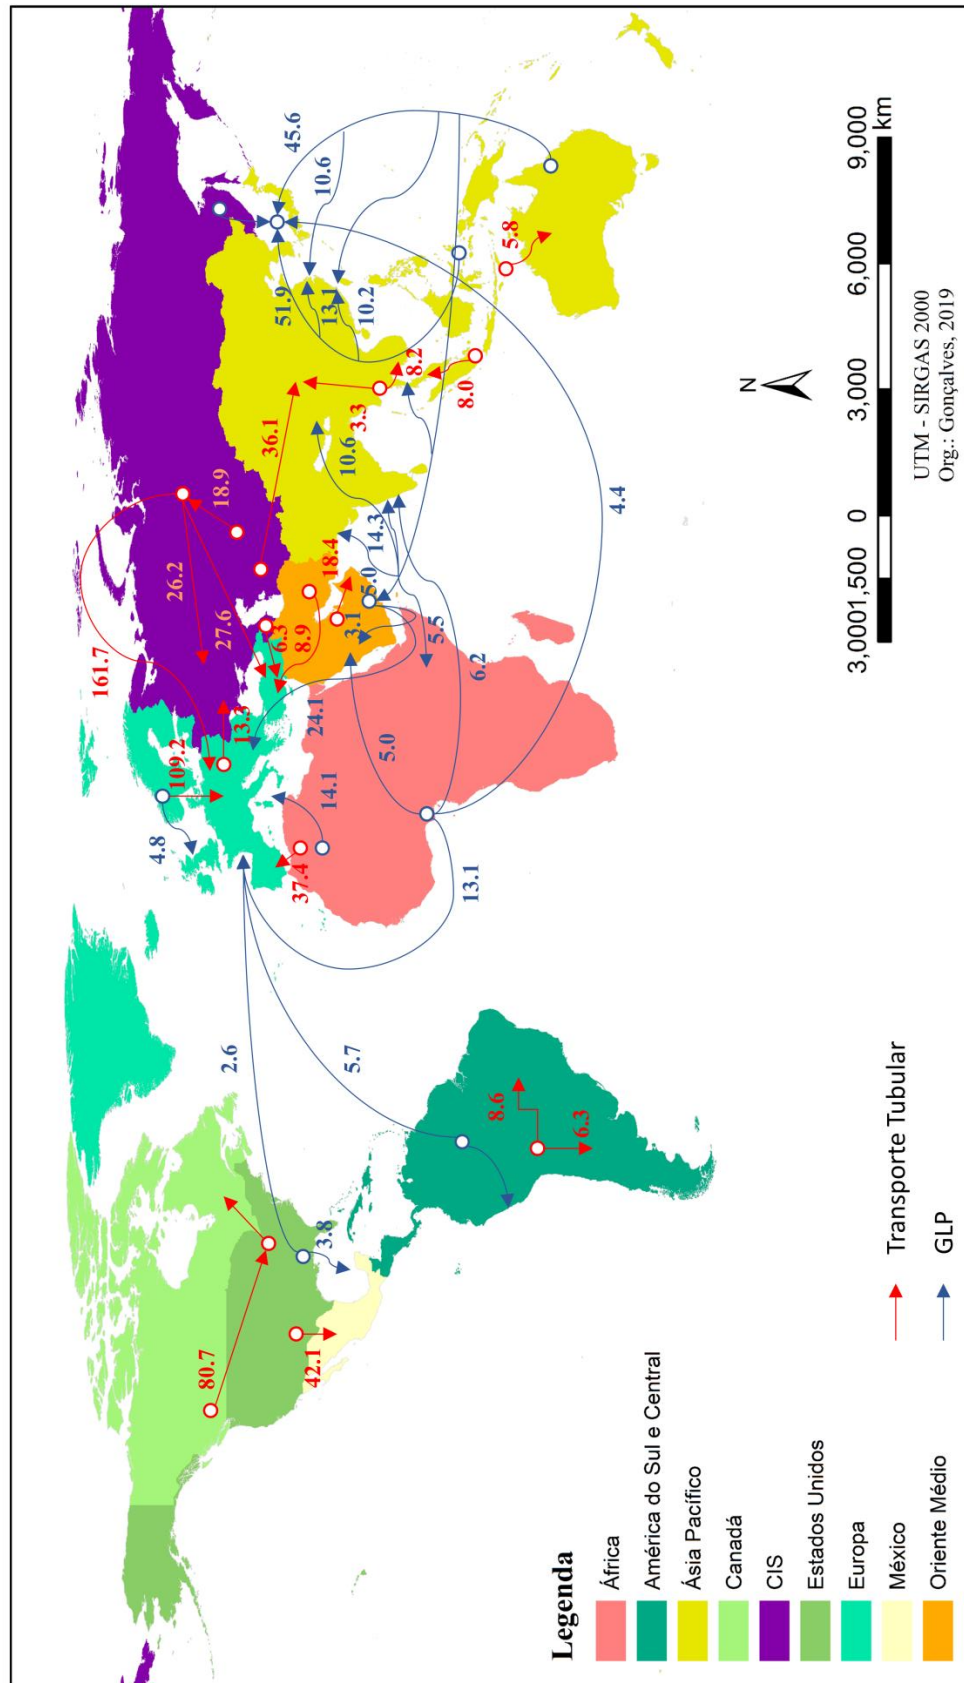 80.7
42.1
3.8
2.6
5.7
8.6
6.3
4.8
109.2
161.7
13.3
26.2
27.6
18.9
36.1
6.3
8.9
18.4
5.0
3.1
24.1
14.1
37.4
13.1
5.0
6.2
5.5
14.3
10.6
3.3
8.2
8.0
5.8
4.4
51.9
13.1
10.2
10.6
45.6
Legenda
África
América do Sul e Central
Ásia Pacífico
Canadá
CIS
Estados Unidos
Europa
México
Oriente Médio
Transporte Tubular
GLP
N
3,000 1,500 0 3,000 6,000 9,000
km
UTM - SIRGAS 2000
Org.: Gonçalves, 2019